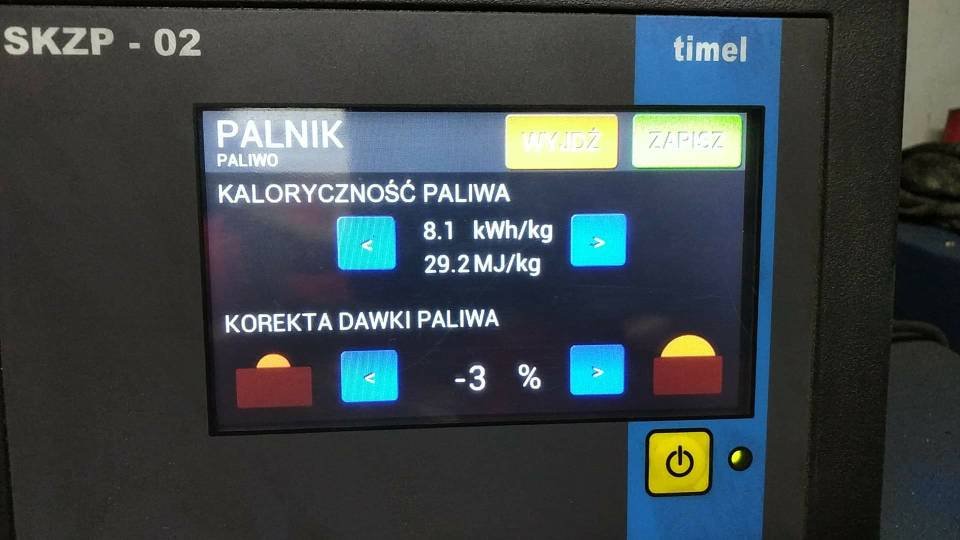 SKZP - 02
timel
PALNIK
PALIWO
WYJDŹ
ZAPISZ
KALORYCZNOŚĆ PALIWA
< 8.1 kWh/kg >
29.2 MJ/kg
KOREKTA DAWKI PALIWA
< -3 % >